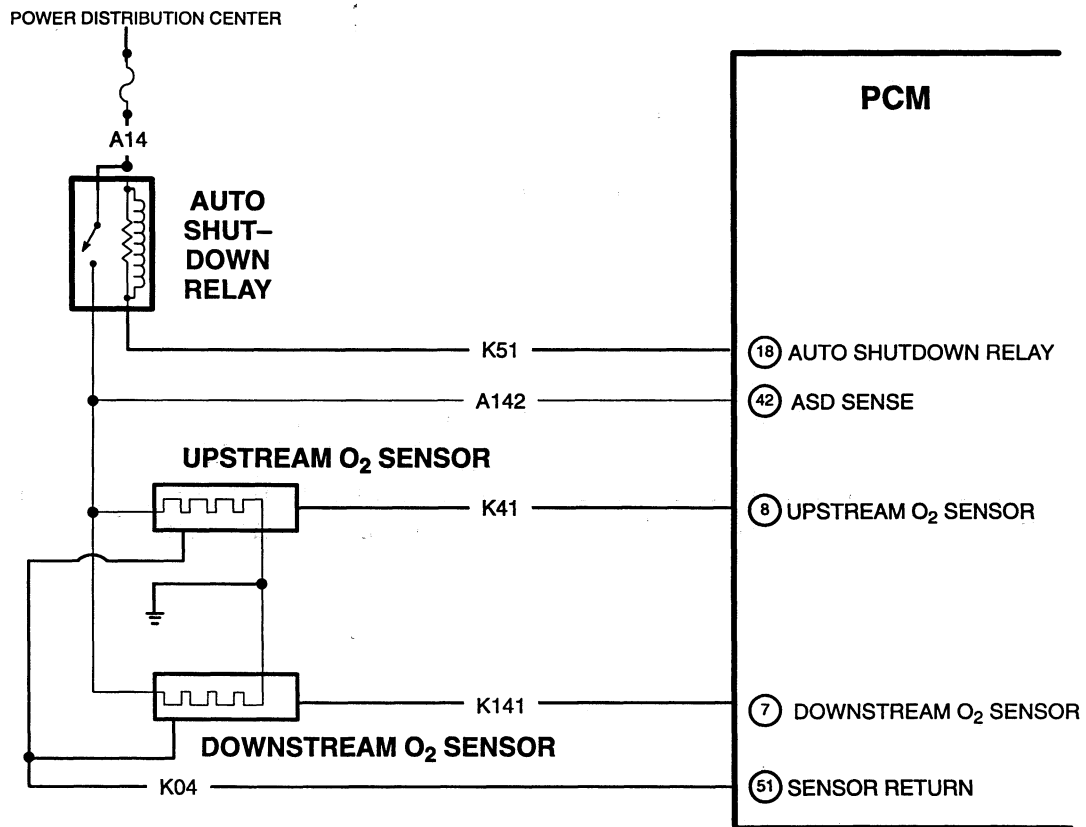 POWER DISTRIBUTION CENTER
PCM
A14
AUTO
SHUT–
DOWN
RELAY
K51
18 AUTO SHUTDOWN RELAY
A142
42 ASD SENSE
UPSTREAM O2 SENSOR
K41
8 UPSTREAM O2 SENSOR
K141
7 DOWNSTREAM O2 SENSOR
DOWNSTREAM O2 SENSOR
K04
51 SENSOR RETURN